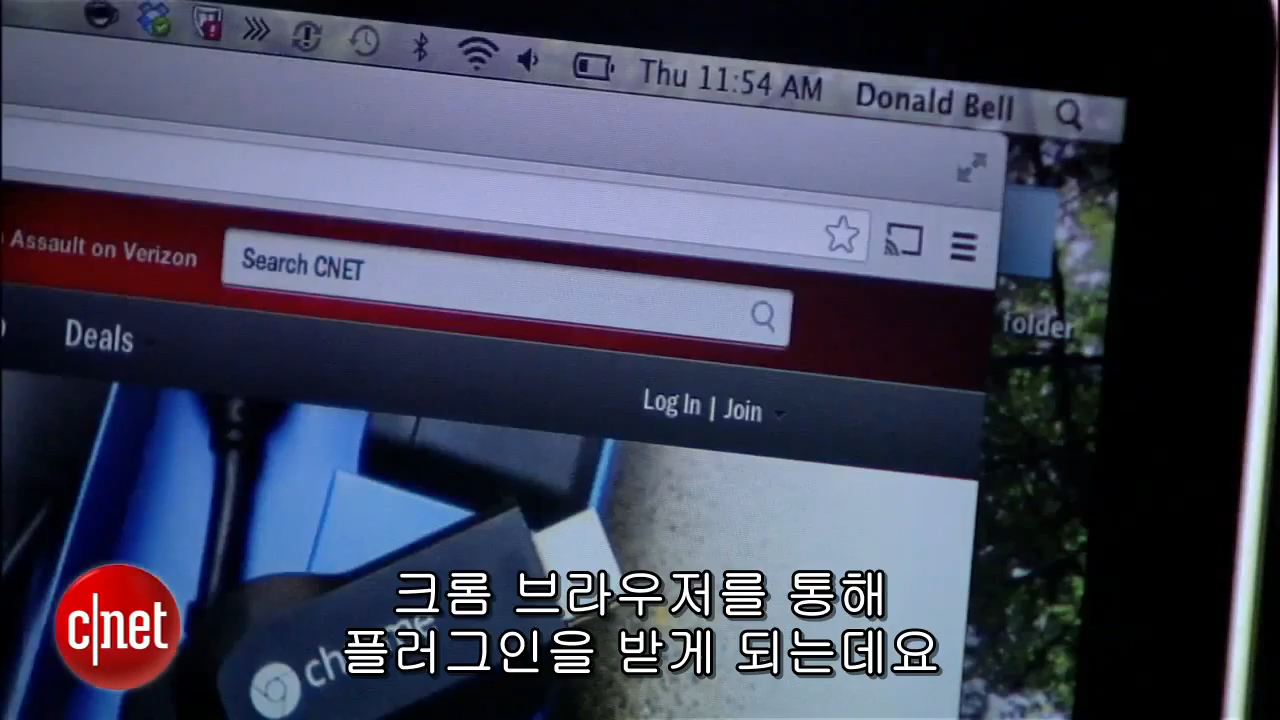 Thu 11:54 AM Donald Bell
Assault on Verizon
Search CNET
folder
Deals
Log In | Join
chrome
c|net
크롬 브라우저를 통해
플러그인을 받게 되는데요